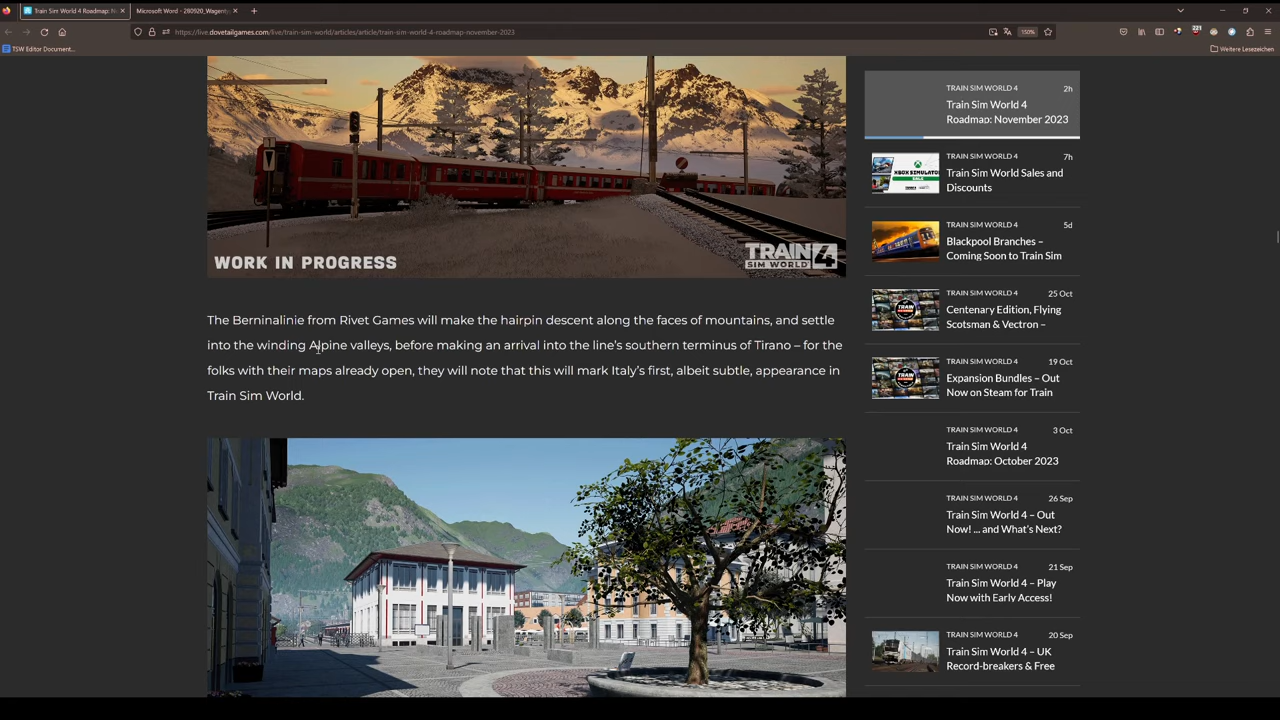 Train Sim World 4 Roadmap: N
Microsoft Word - 280920_Wagent
https://live.dovetailgames.com/live/train-sim-world/articles/article/train-sim-world-4-roadmap-november-2023
150%
TSW Editor Document...
Weitere Lesezeichen
WORK IN PROGRESS
TRAIN
SIM WORLD 4
The Berninalinie from Rivet Games will make the hairpin descent along the faces of mountains, and settle
into the winding Alpine valleys, before making an arrival into the line's southern terminus of Tirano – for the
folks with their maps already open, they will note that this will mark Italy's first, albeit subtle, appearance in
Train Sim World.
TRAIN SIM WORLD 4 2h
Train Sim World 4
Roadmap: November 2023
TRAIN SIM WORLD 4 7h
Train Sim World Sales and
Discounts
TRAIN SIM WORLD 4 5d
Blackpool Branches –
Coming Soon to Train Sim
TRAIN SIM WORLD 4 25 Oct
Centenary Edition, Flying
Scotsman & Vectron –
TRAIN SIM WORLD 4 19 Oct
Expansion Bundles – Out
Now on Steam for Train
TRAIN SIM WORLD 4 3 Oct
Train Sim World 4
Roadmap: October 2023
TRAIN SIM WORLD 4 26 Sep
Train Sim World 4 – Out
Now! ... and What's Next?
TRAIN SIM WORLD 4 21 Sep
Train Sim World 4 – Play
Now with Early Access!
TRAIN SIM WORLD 4 20 Sep
Train Sim World 4 – UK
Record-breakers & Free